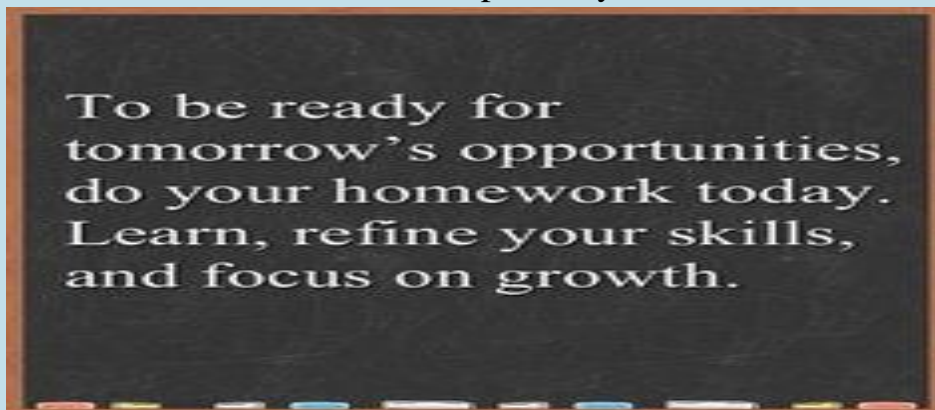 To be ready for
tomorrow’s opportunities,
do your homework today.
Learn, refine your skills,
and focus on growth.